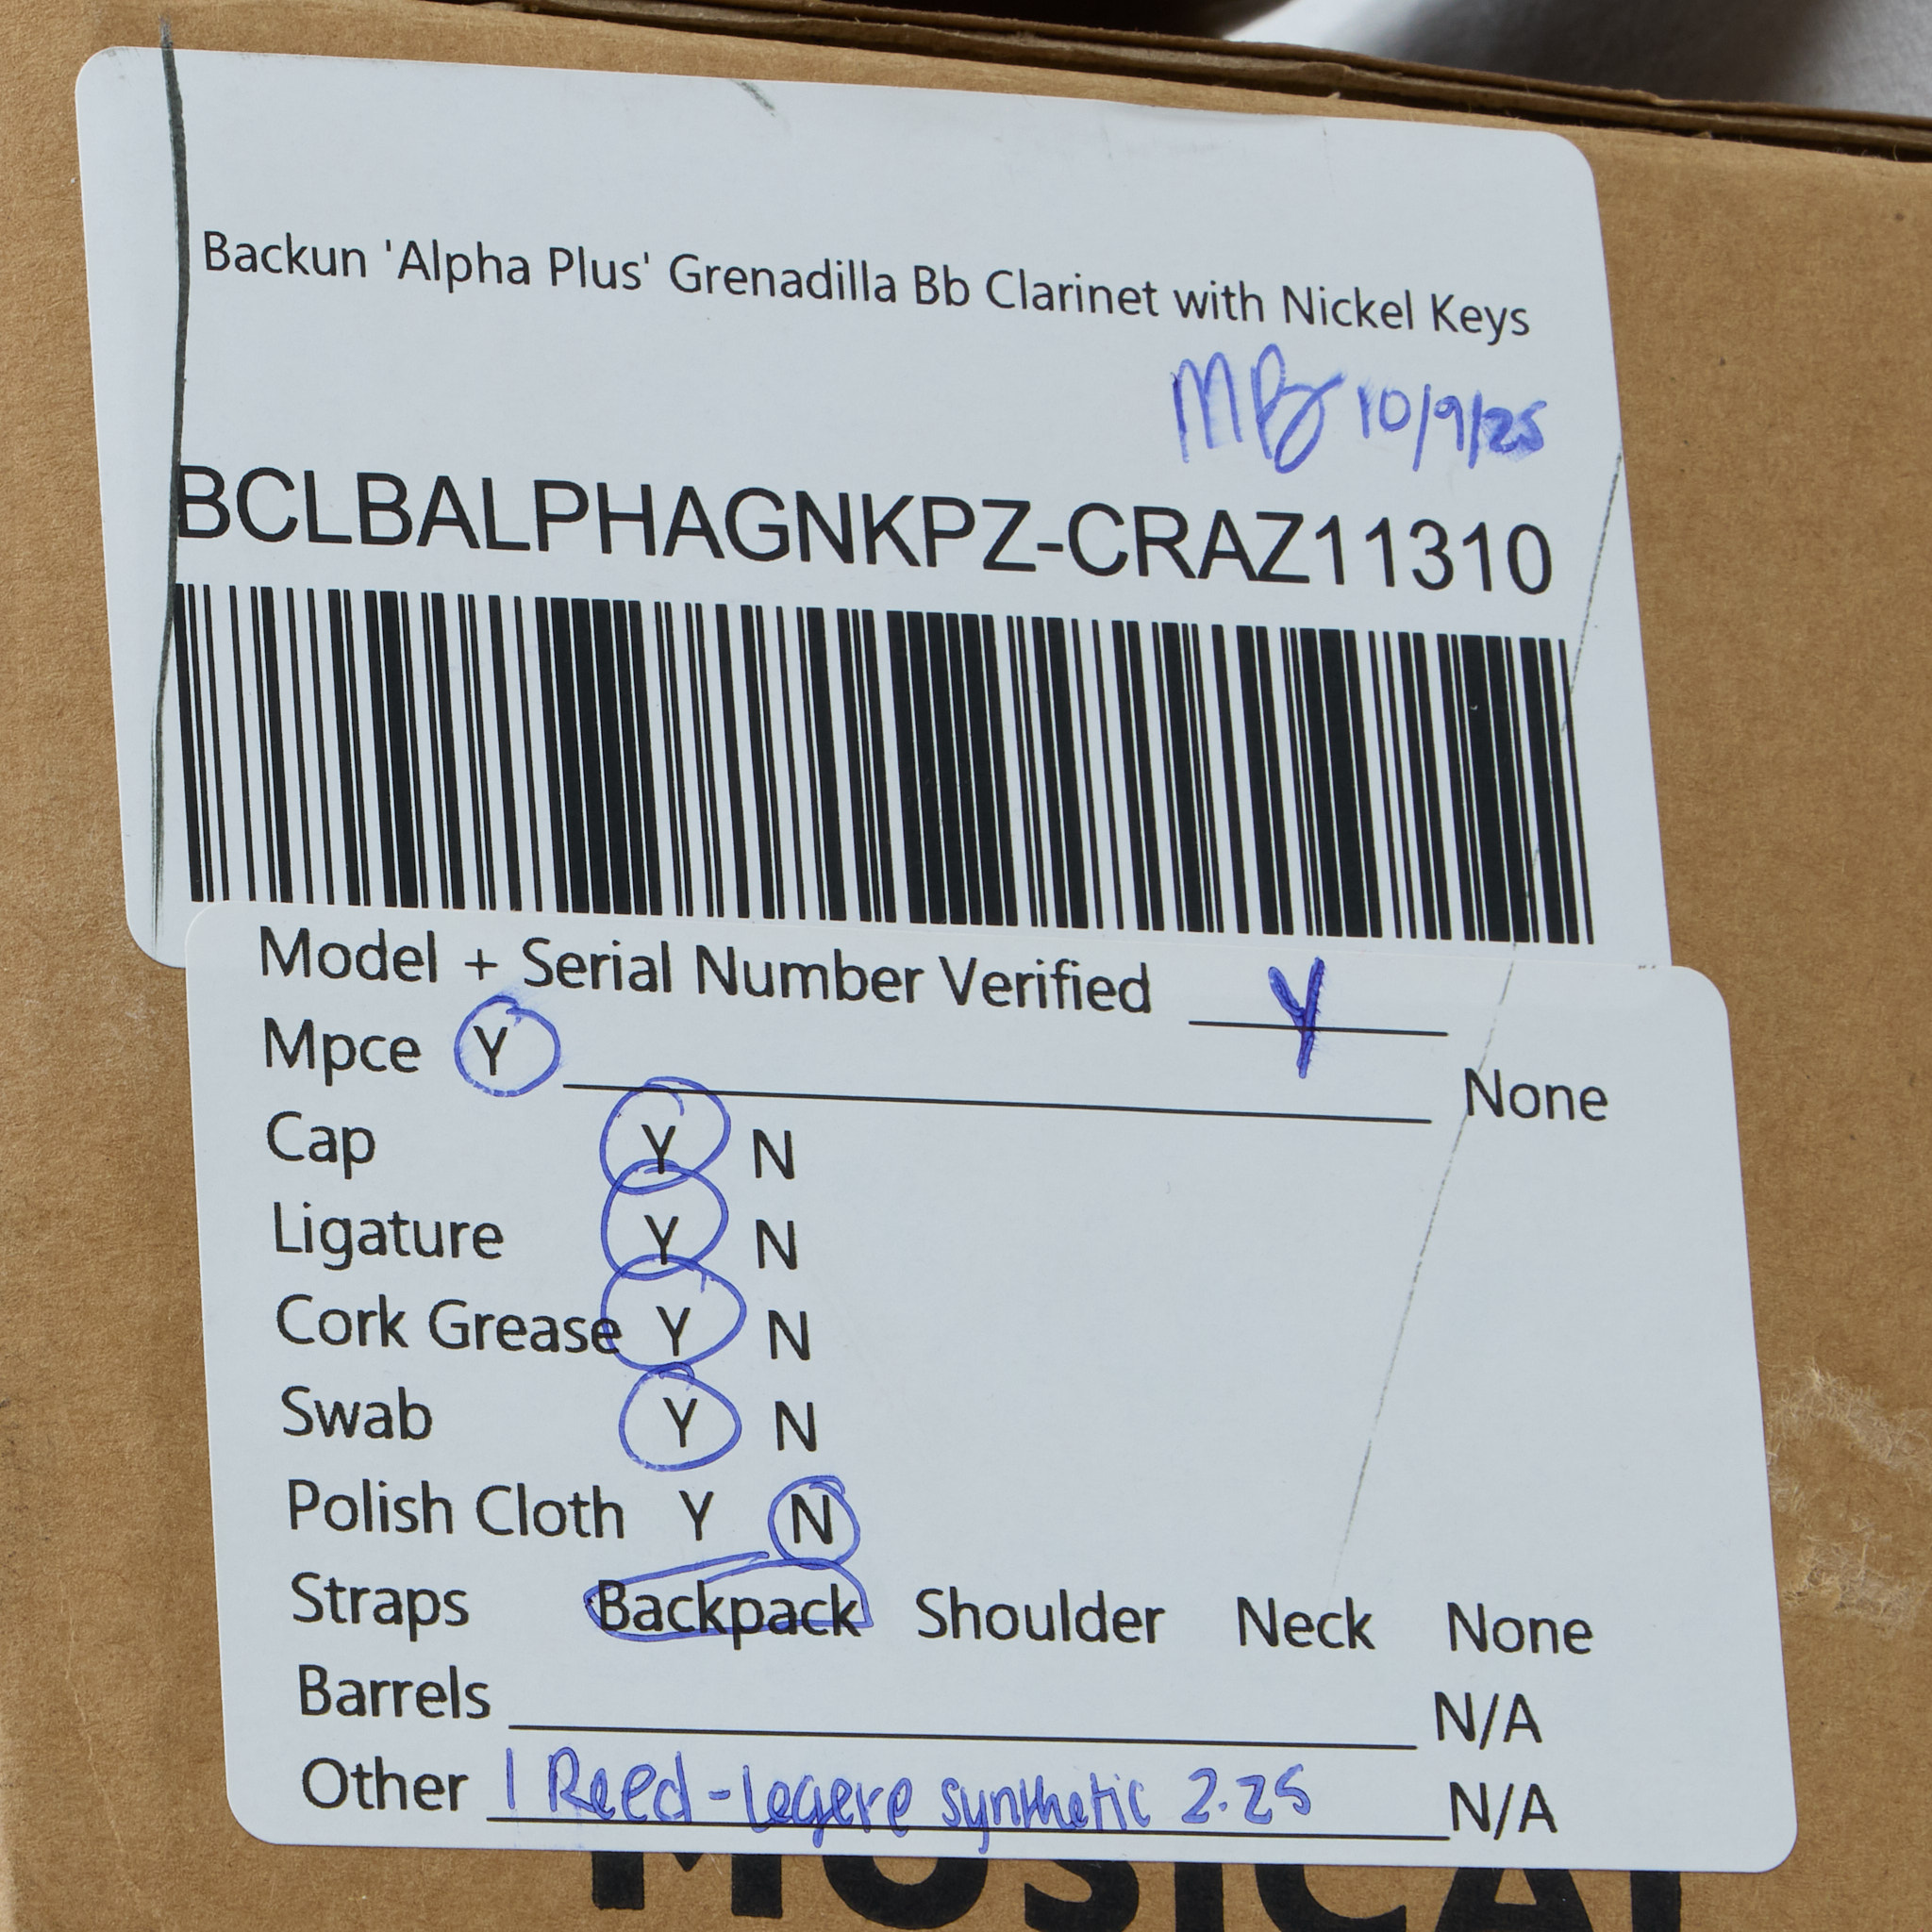 Backun 'Alpha Plus' Grenadilla Bb Clarinet with Nickel Keys
MB 10/9/25
BCLBALPHAGNKPZ-CRAZ11310
Model + Serial Number Verified Y
Mpce Y None
Cap Y N
Ligature Y N
Cork Grease Y N
Swab Y N
Polish Cloth Y N
Straps Backpack Shoulder Neck None
Barrels N/A
Other 1 Reed - Legere synthetic 2.25 N/A
MUSICAL